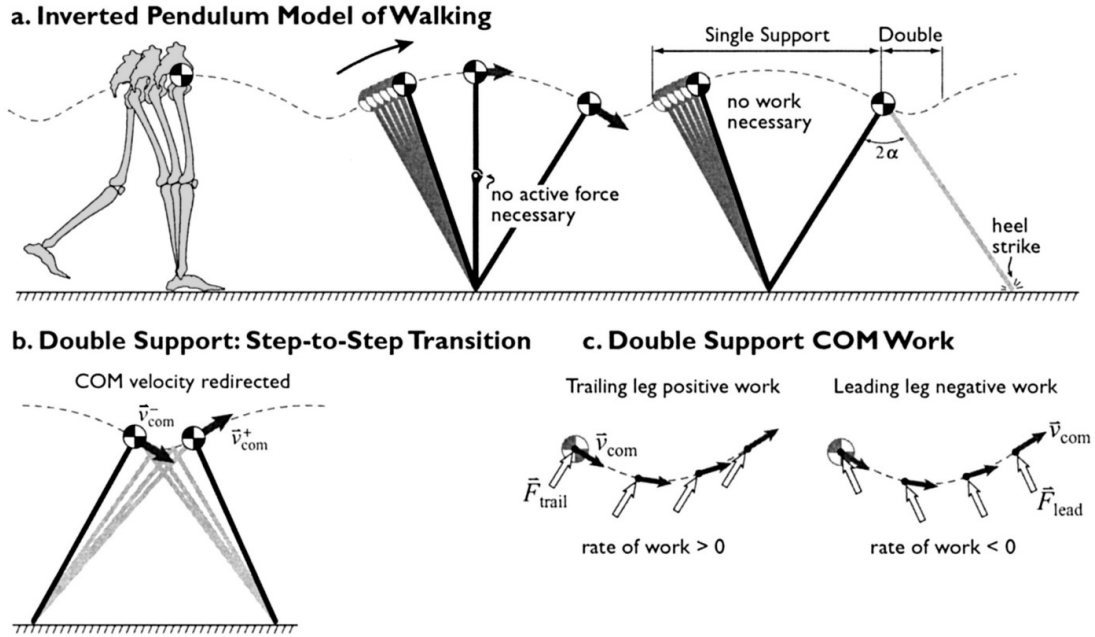 a. Inverted Pendulum Model of Walking
Single Support
Double
no work
necessary
2α
no active force
necessary
heel
strike
b. Double Support: Step-to-Step Transition
COM velocity redirected
v⃗⁻com
v⃗⁺com
c. Double Support COM Work
Trailing leg positive work
v⃗com
F⃗trail
rate of work > 0
Leading leg negative work
v⃗com
F⃗lead
rate of work < 0